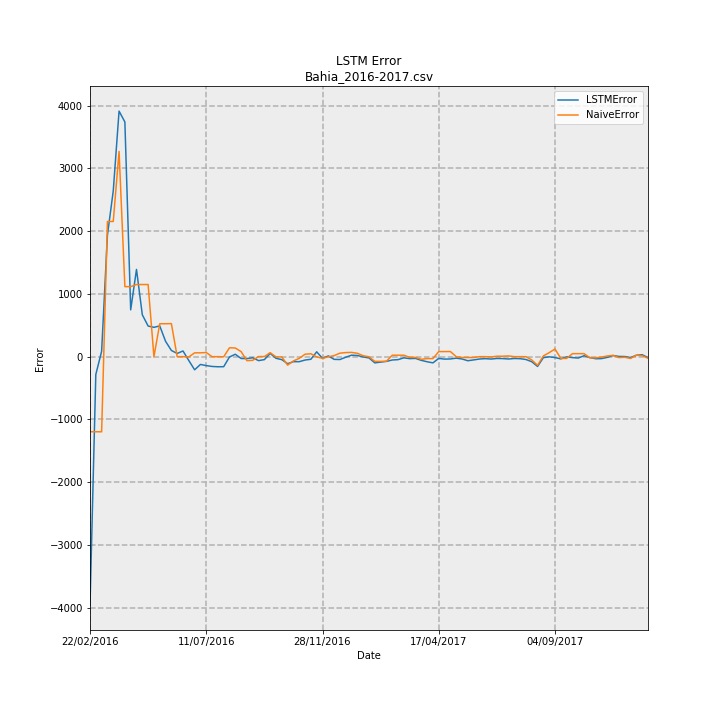 LSTM Error
Bahia_2016-2017.csv
LSTMError
NaiveError
Error
4000
3000
2000
1000
0
−1000
−2000
−3000
−4000
22/02/2016
11/07/2016
28/11/2016
17/04/2017
04/09/2017
Date